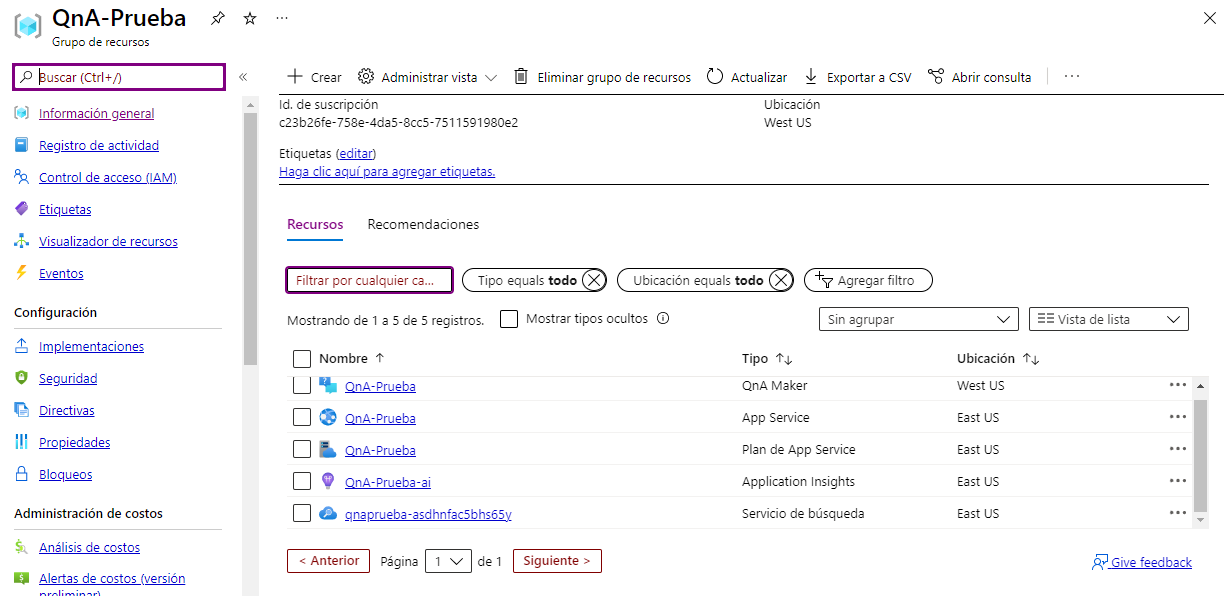 QnA-Prueba
Grupo de recursos
Buscar (Ctrl+/)
Información general
Registro de actividad
Control de acceso (IAM)
Etiquetas
Visualizador de recursos
Eventos
Configuración
Implementaciones
Seguridad
Directivas
Propiedades
Bloqueos
Administración de costos
Análisis de costos
Alertas de costos (versión
preliminar)
Crear Administrar vista Eliminar grupo de recursos Actualizar Exportar a CSV Abrir consulta
Id. de suscripción Ubicación
c23b26fe-758e-4da5-8cc5-7511591980e2 West US
Etiquetas (editar)
Haga clic aquí para agregar etiquetas.
Recursos Recomendaciones
Filtrar por cualquier ca... Tipo equals todo Ubicación equals todo Agregar filtro
Mostrando de 1 a 5 de 5 registros. Mostrar tipos ocultos Sin agrupar Vista de lista
Nombre ↑ Tipo ↑↓ Ubicación ↑↓
QnA-Prueba QnA Maker West US
QnA-Prueba App Service East US
QnA-Prueba Plan de App Service East US
QnA-Prueba-ai Application Insights East US
qnaprueba-asdhnfac5bhs65y Servicio de búsqueda East US
< Anterior Página 1 de 1 Siguiente > Give feedback